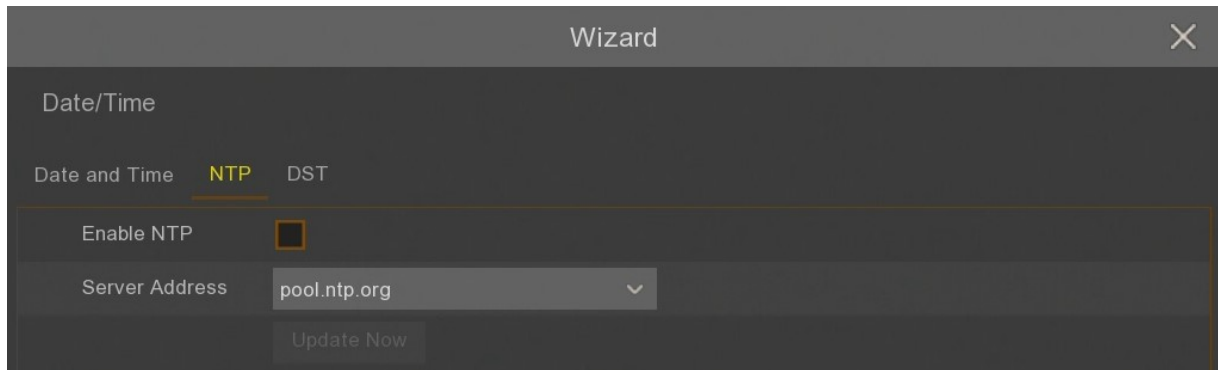 Wizard
Date/Time
Date and Time NTP DST
Enable NTP
Server Address pool.ntp.org
Update Now